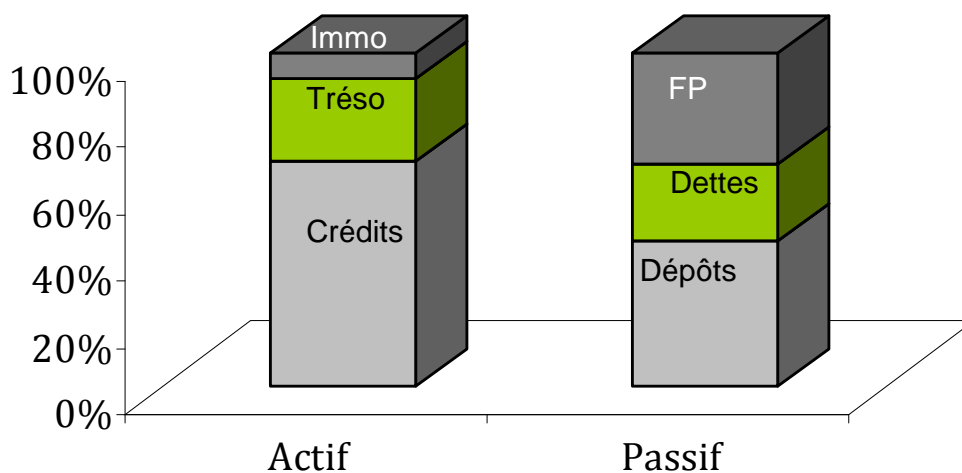 Immo
100%
Tréso
FP
80%
Dettes
60%
Crédits
Dépôts
40%
20%
0%
Actif
Passif